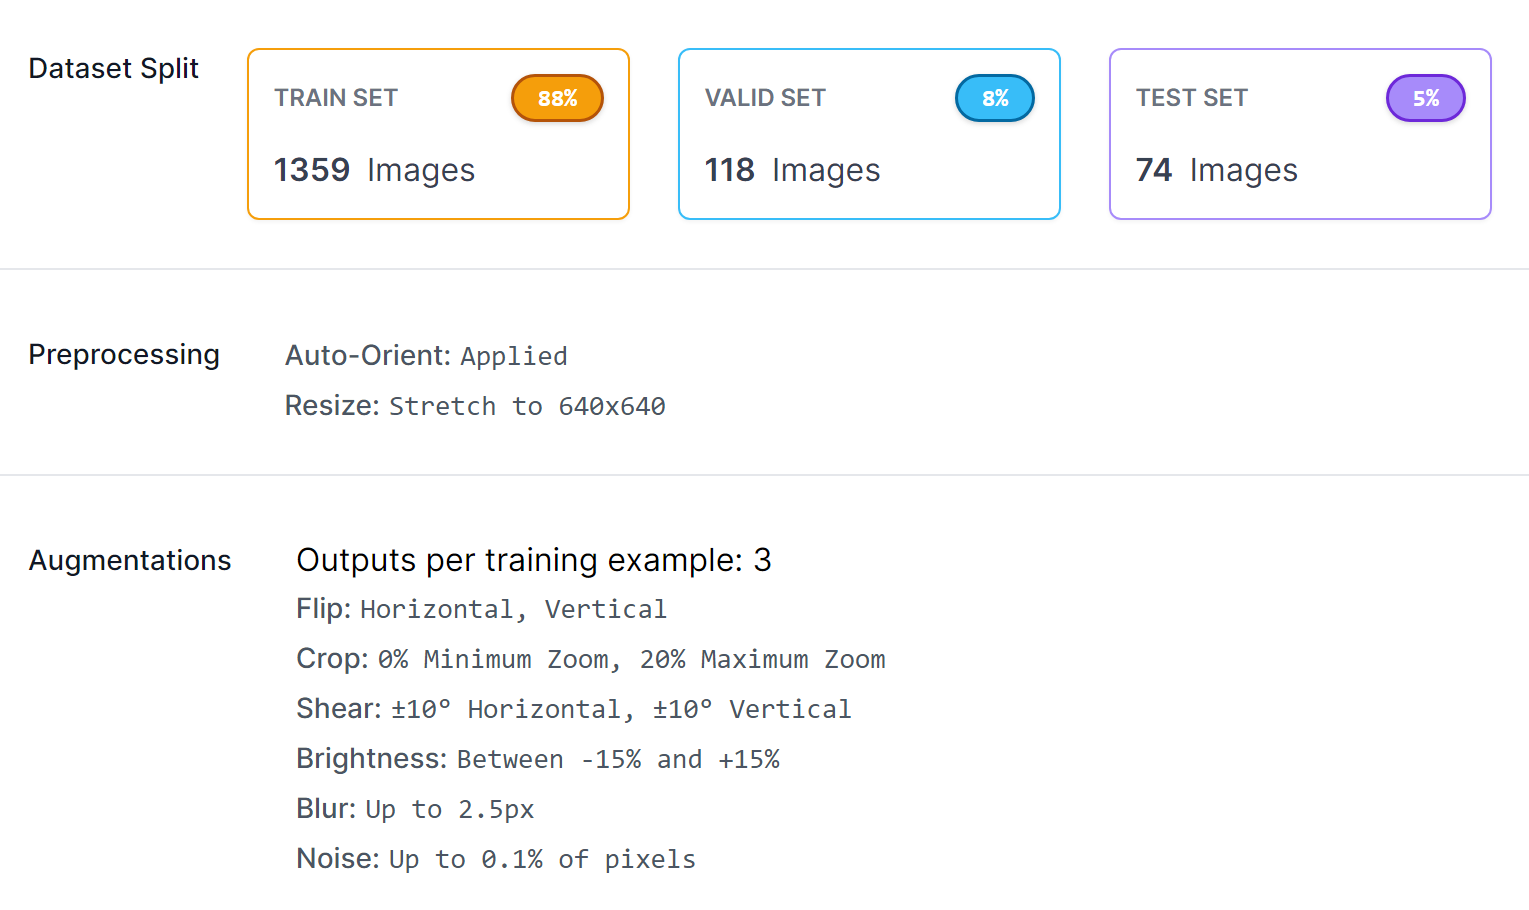 Dataset Split
TRAIN SET 88%
1359 Images
VALID SET 8%
118 Images
TEST SET 5%
74 Images
Preprocessing
Auto-Orient: Applied
Resize: Stretch to 640x640
Augmentations
Outputs per training example: 3
Flip: Horizontal, Vertical
Crop: 0% Minimum Zoom, 20% Maximum Zoom
Shear: ±10° Horizontal, ±10° Vertical
Brightness: Between -15% and +15%
Blur: Up to 2.5px
Noise: Up to 0.1% of pixels